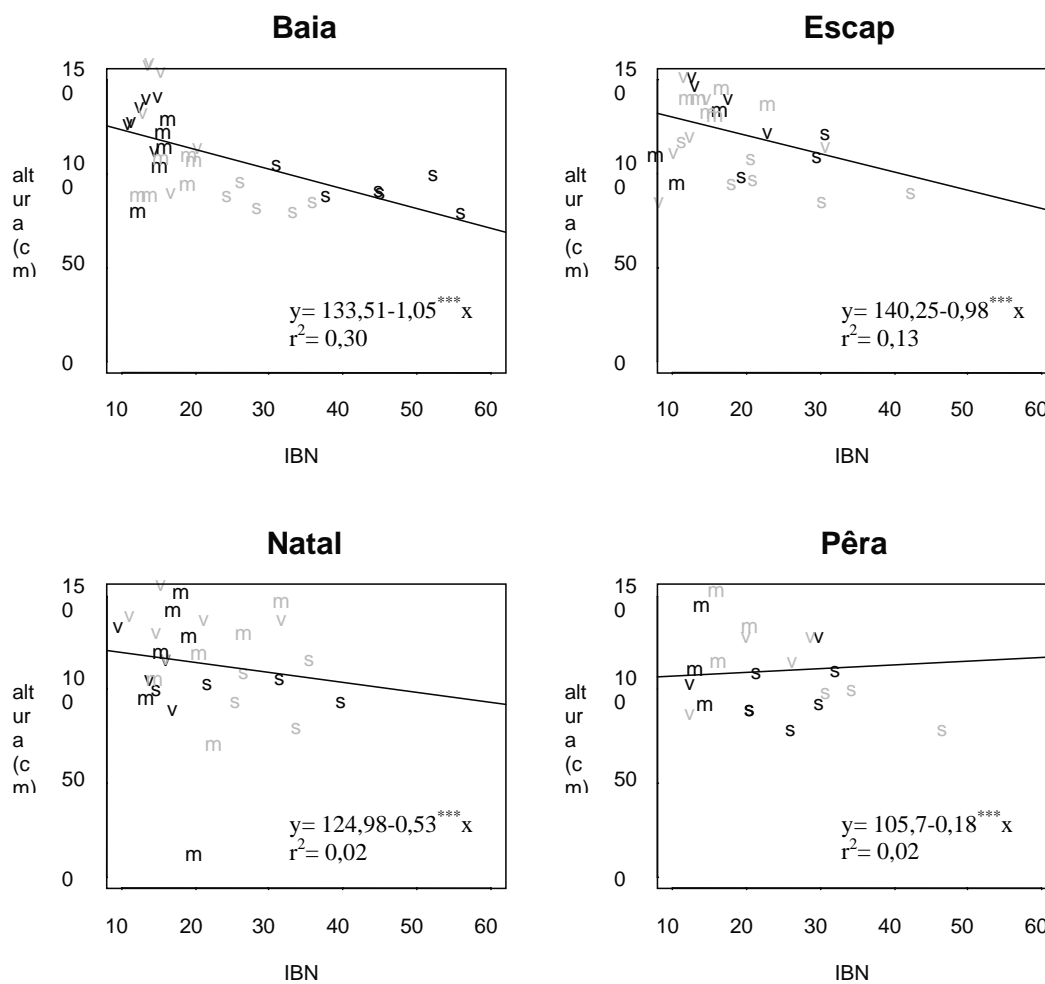 Baia
15
0
10
0
50
0
alt
ur
a
(c
m)
y= 133,51-1,05***x
r2= 0,30
10 20 30 40 50 60
IBN
Escap
15
0
10
0
50
0
alt
ur
a
(c
m)
y= 140,25-0,98***x
r2= 0,13
10 20 30 40 50 60
IBN
Natal
15
0
10
0
50
0
alt
ur
a
(c
m)
y= 124,98-0,53***x
r2= 0,02
10 20 30 40 50 60
IBN
Pêra
15
0
10
0
50
0
alt
ur
a
(c
m)
y= 105,7-0,18***x
r2= 0,02
10 20 30 40 50 60
IBN